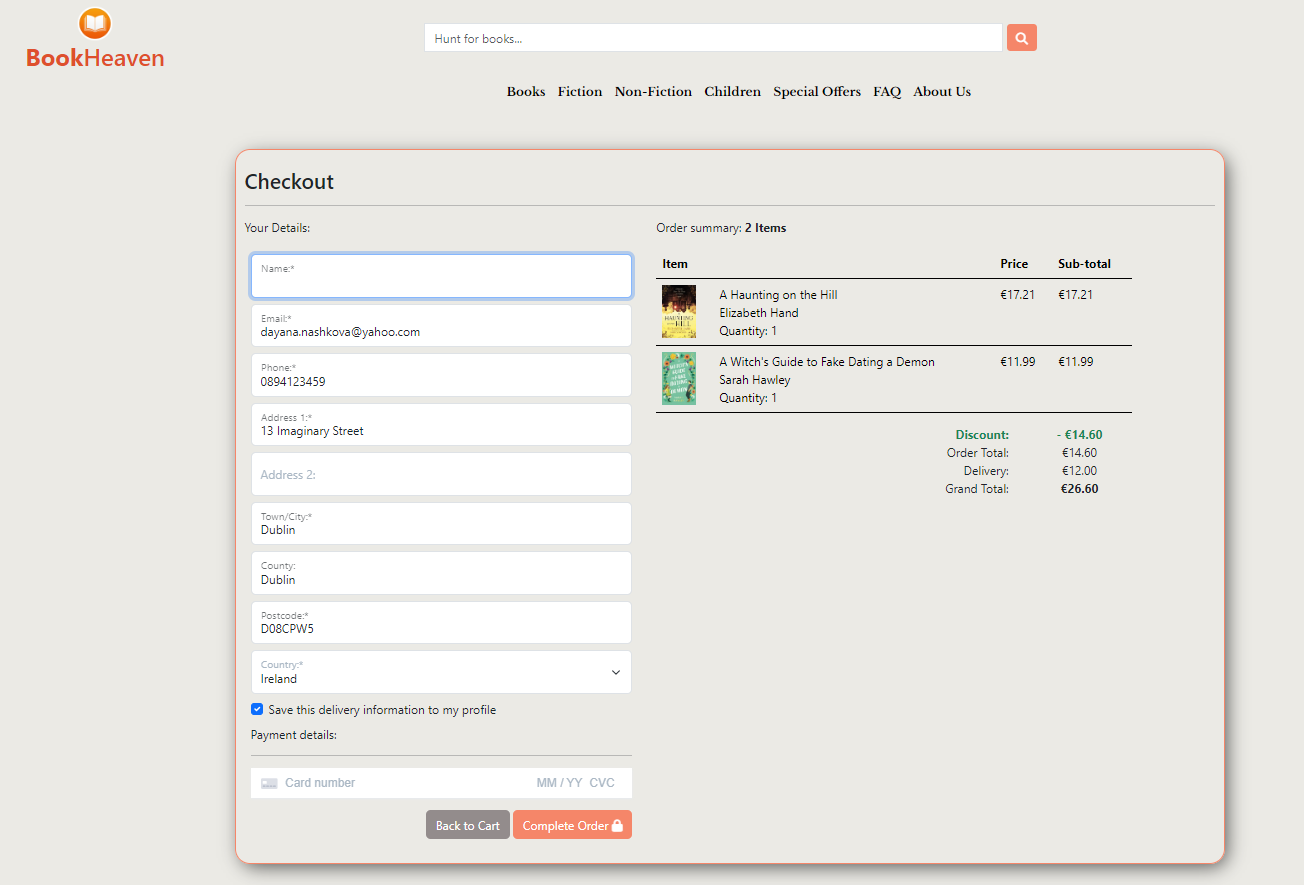 BookHeaven
Hunt for books...
Books Fiction Non-Fiction Children Special Offers FAQ About Us
Checkout
Your Details:
Name:*
Email:*
dayana.nashkova@yahoo.com
Phone:*
0894123459
Address 1:*
13 Imaginary Street
Address 2:
Town/City:*
Dublin
County:
Dublin
Postcode:*
D08CPW5
Country:*
Ireland
Save this delivery information to my profile
Payment details:
Card number MM / YY CVC
Back to Cart Complete Order
Order summary: 2 Items
Item Price Sub-total
HAUNTING
HILL
A Haunting on the Hill €17.21 €17.21
Elizabeth Hand
Quantity: 1
A Witch's Guide to Fake Dating a Demon €11.99 €11.99
Sarah Hawley
Quantity: 1
Discount: - €14.60
Order Total: €14.60
Delivery: €12.00
Grand Total: €26.60